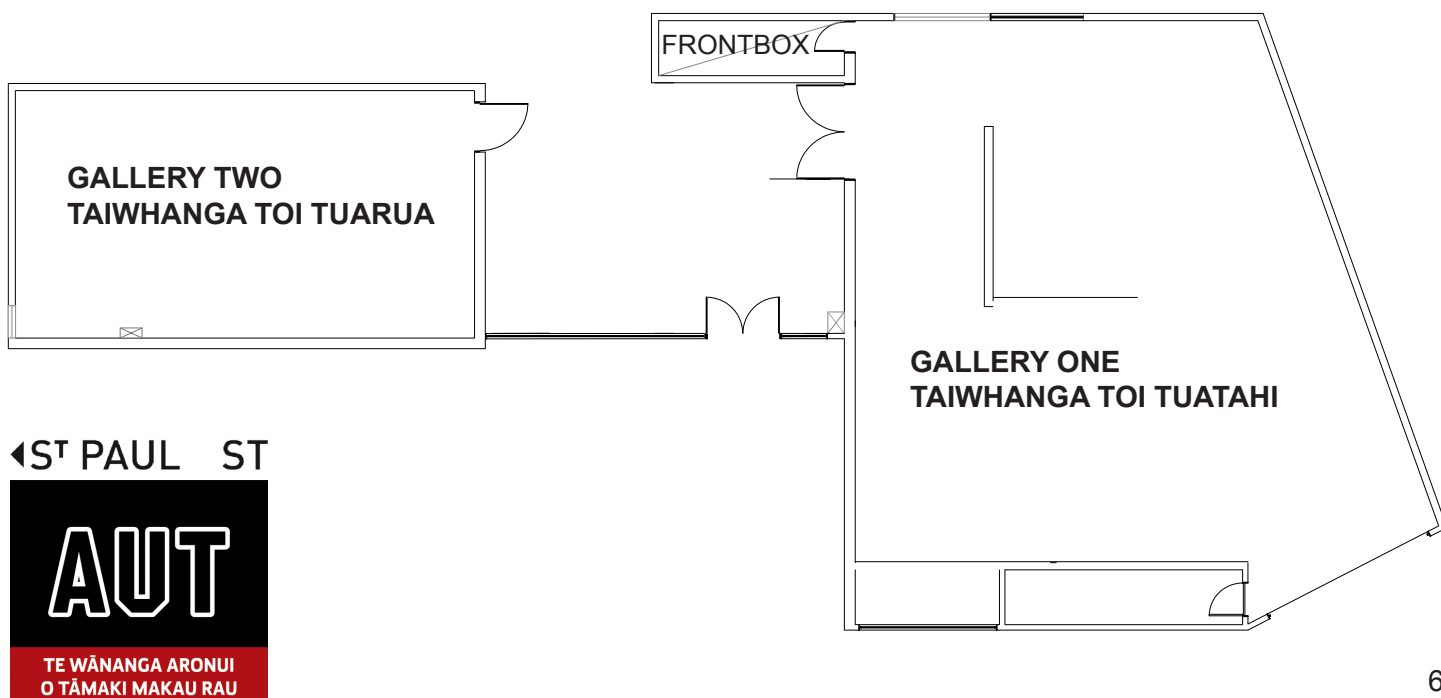 FRONTBOX
GALLERY TWO
TAIWHANGA TOI TUARUA
GALLERY ONE
TAIWHANGA TOI TUATAHI
Sᵀ PAUL ST
AUT
TE WĀNANGA ARONUI
O TĀMAKI MAKAU RAU
6